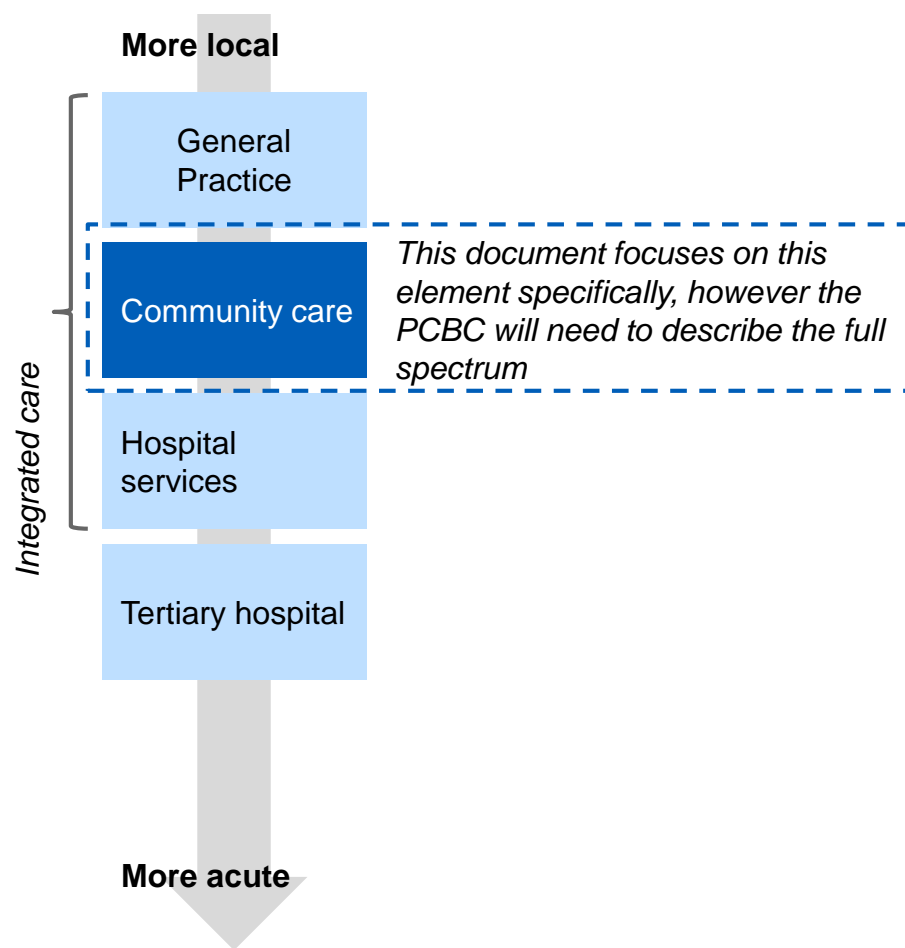 More local
General
Practice
Community care
This document focuses on this
element specifically, however the
PCBC will need to describe the full
spectrum
Integrated care
Hospital
services
Tertiary hospital
More acute